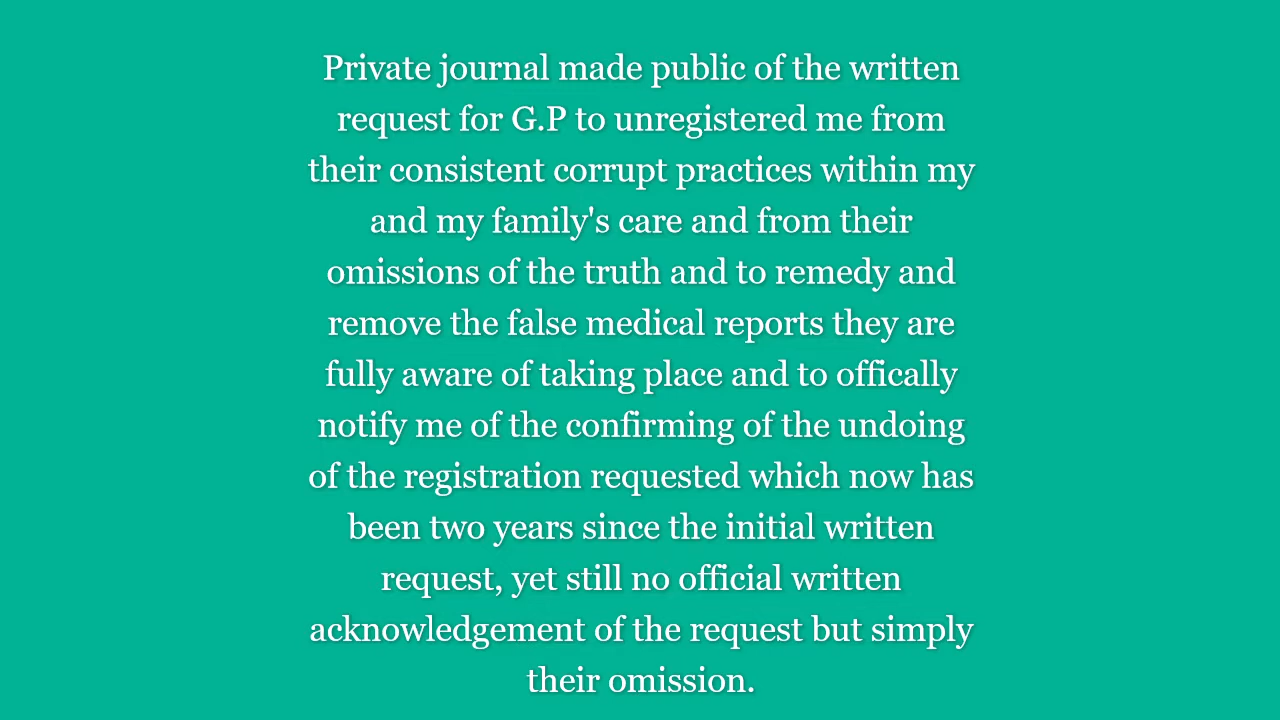 Private journal made public of the written
request for G.P to unregistered me from
their consistent corrupt practices within my
and my family's care and from their
omissions of the truth and to remedy and
remove the false medical reports they are
fully aware of taking place and to offically
notify me of the confirming of the undoing
of the registration requested which now has
been two years since the initial written
request, yet still no official written
acknowledgement of the request but simply
their omission.